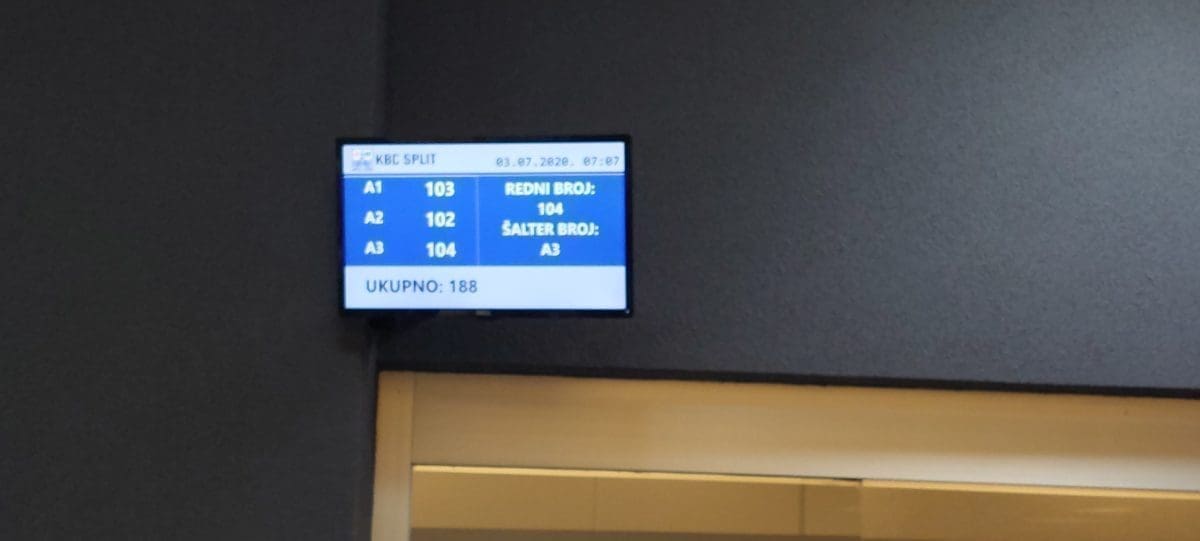 KBC SPLIT 03.07.2020. 07:07
A1 103
A2 102
A3 104
REDNI BROJ:
104
ŠALTER BROJ:
A3
UKUPNO: 188